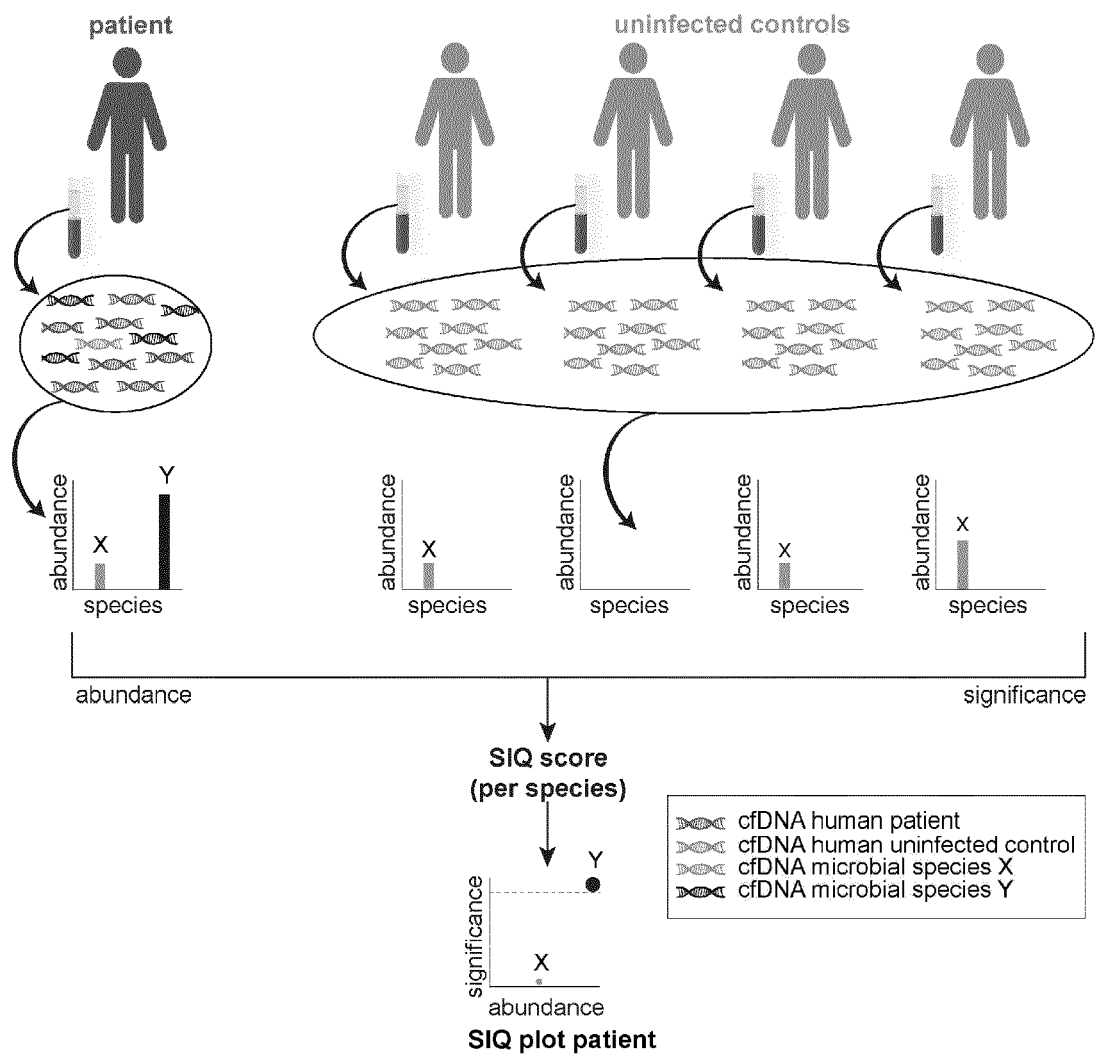 patient
uninfected controls
abundance
X
Y
species
abundance
X
species
abundance
species
abundance
X
species
abundance
X
species
abundance
significance
SIQ score
(per species)
cfDNA human patient
cfDNA human uninfected control
cfDNA microbial species X
cfDNA microbial species Y
significance
Y
X
abundance
SIQ plot patient